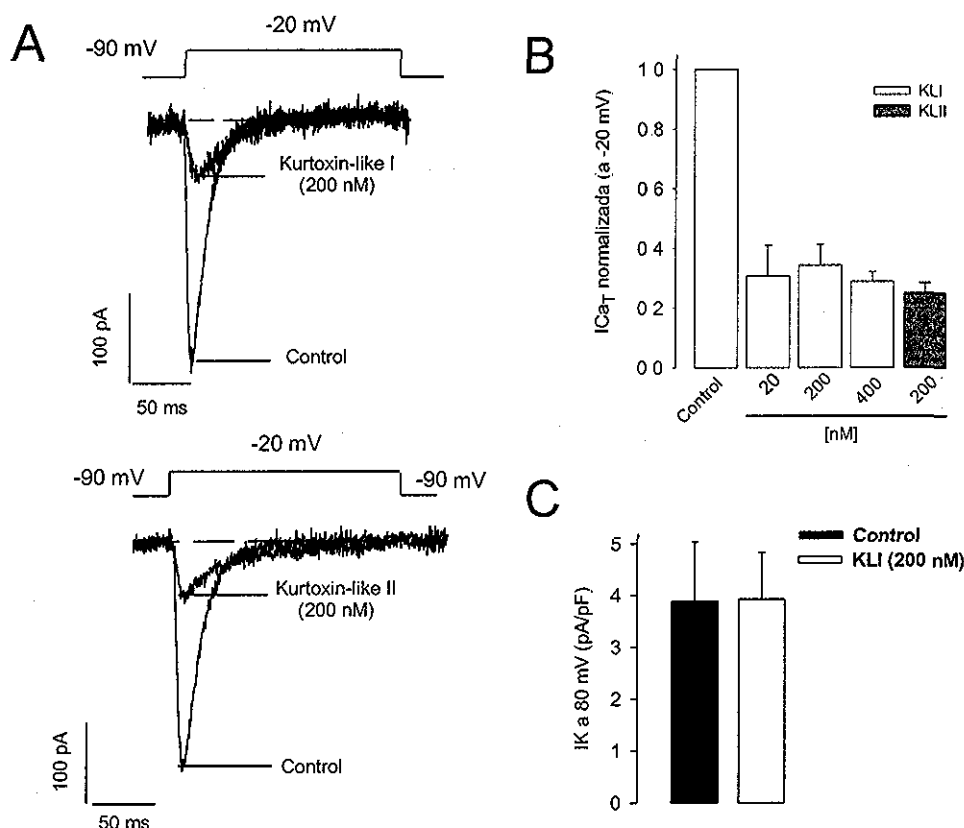 A
-20 mV
-90 mV
Kurtoxin-like I
(200 nM)
Control
100 pA
50 ms
-20 mV
-90 mV
-90 mV
Kurtoxin-like II
(200 nM)
Control
100 pA
50 ms
B
ICaT normalizada (a -20 mV)
1 0
0 8
0 6
0 4
0 2
0 0
KLI
KLII
Control
20
200
400
200
[nM]
C
Control
KLI (200 nM)
IK a 80 mV (pA/pF)
5
4
3
2
1
0